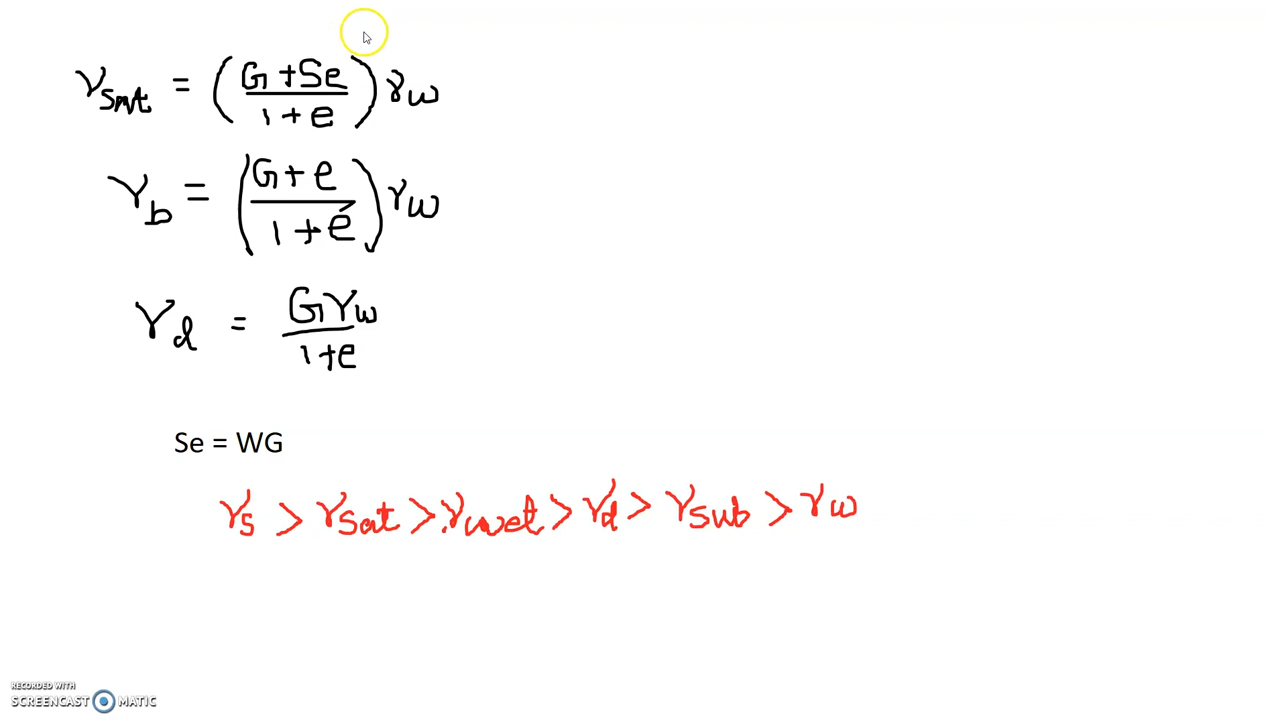 γsat = (G + Se / 1 + e) γw
γb = (G + e / 1 + e) γw
γd = Gγw / 1 + e
Se = WG
γs > γsat > γwet > γd > γsub > γw
RECORDED WITH
SCREENCAST MATIC